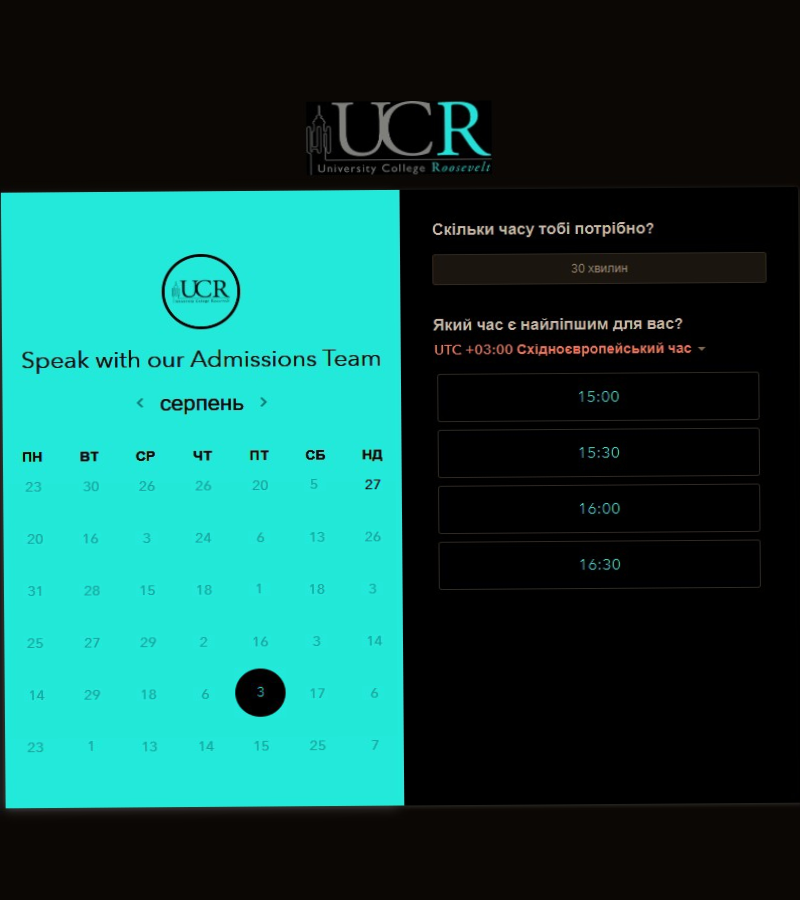 UCR
University College Roosevelt
UCR
University College Roosevelt
Speak with our Admissions Team
‹ серпень ›
ПН ВТ СР ЧТ ПТ СБ НД
23 30 26 26 20 5 27
20 16 3 24 6 13 26
31 28 15 18 1 18 3
25 27 29 2 16 3 14
14 29 18 6 3 17 6
23 1 13 14 15 25 7
Скільки часу тобі потрібно?
30 хвилин
Який час є найліпшим для вас?
UTC +03:00 Східноєвропейський час
15:00
15:30
16:00
16:30